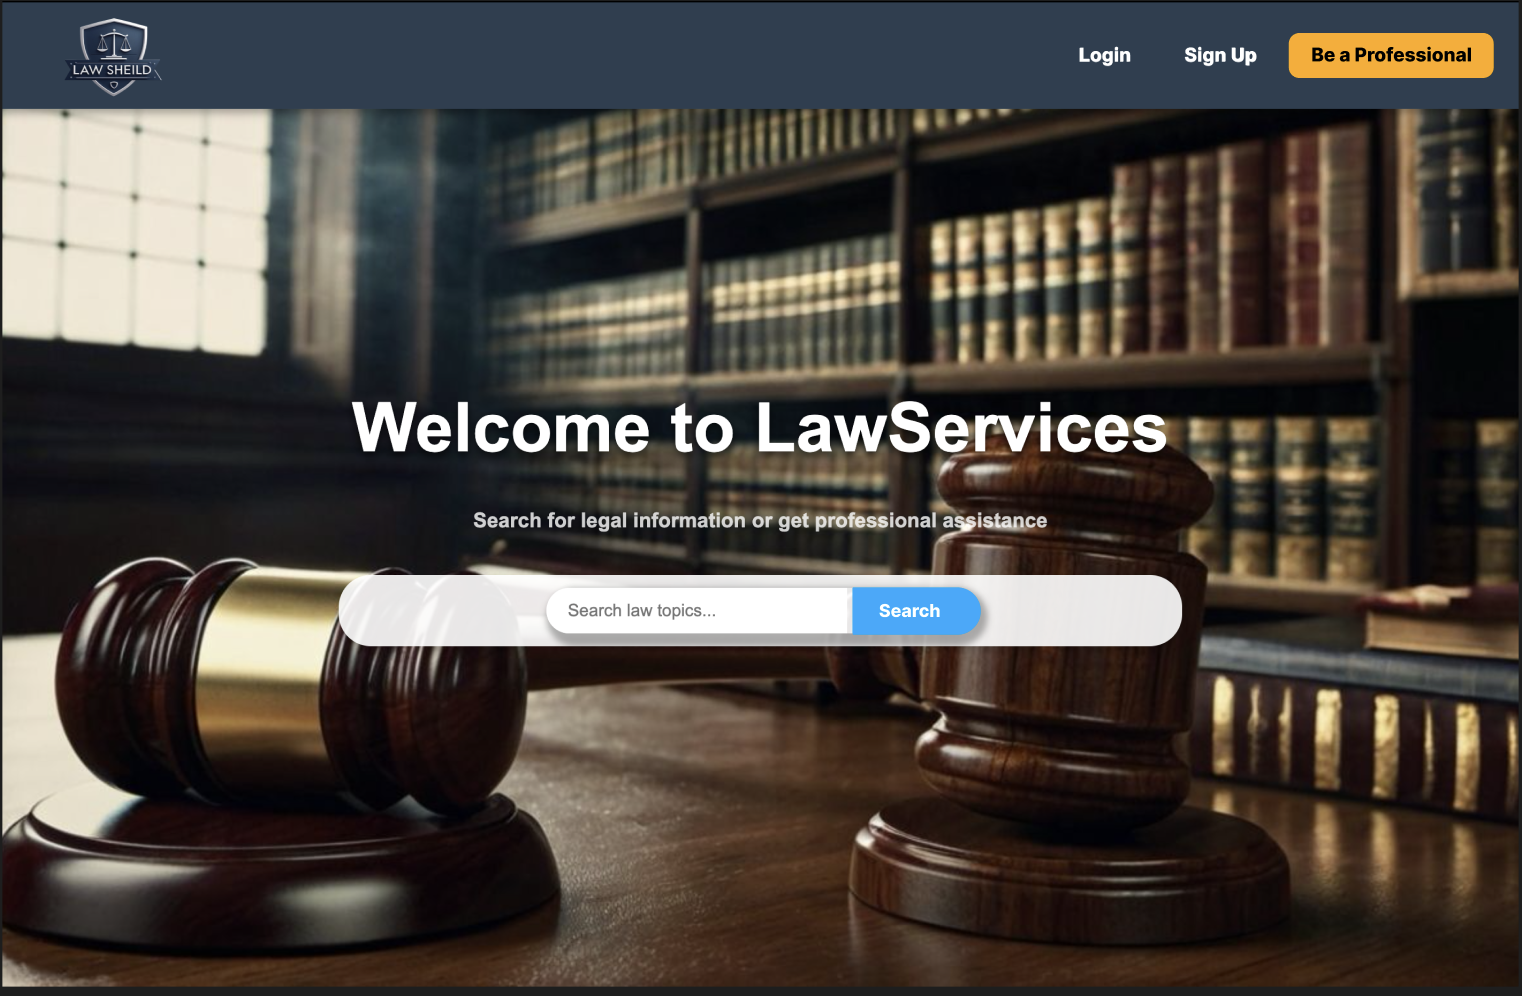 LAW SHEILD
Login
Sign Up
Be a Professional
Welcome to LawServices
Search for legal information or get professional assistance
Search law topics...
Search